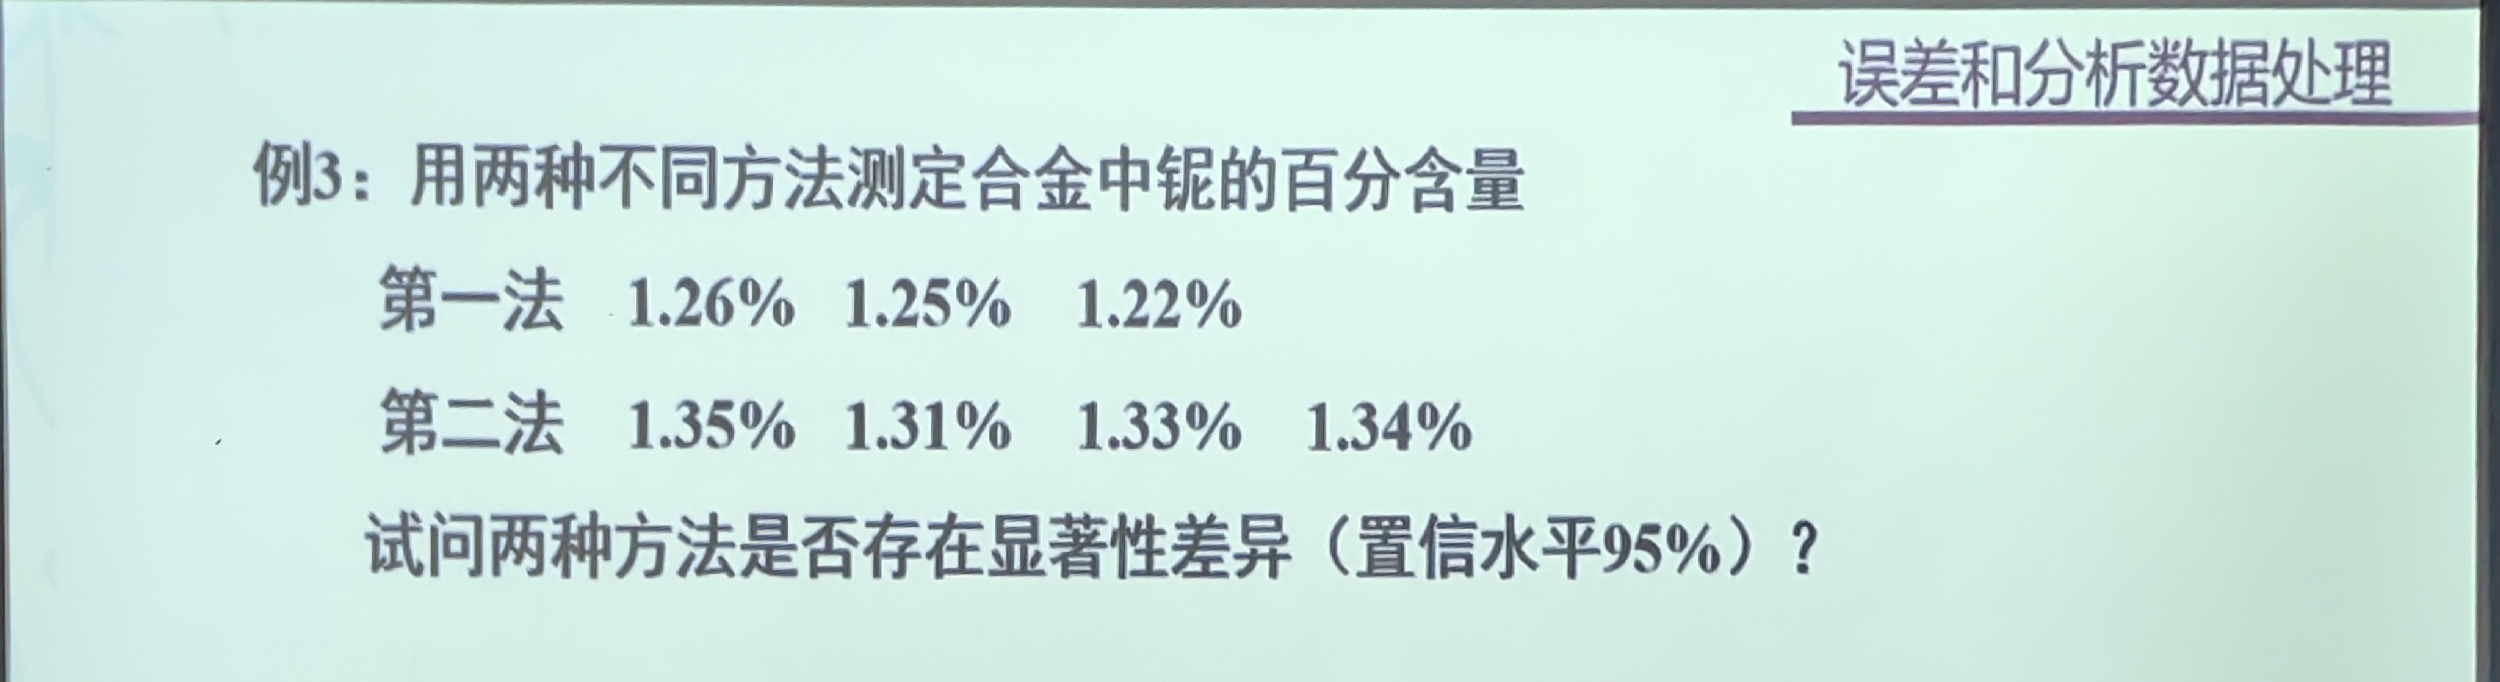 误差和分析数据处理
例3：用两种不同方法测定合金中铌的百分含量
第一法 1.26% 1.25% 1.22%
第二法 1.35% 1.31% 1.33% 1.34%
试问两种方法是否存在显著性差异（置信水平95%）？